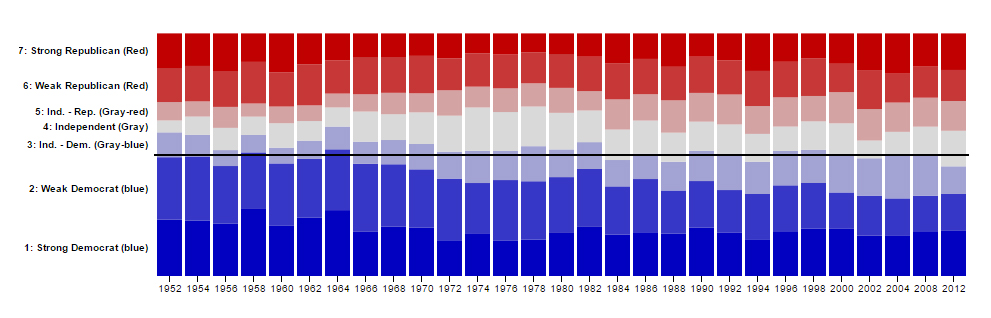 7: Strong Republican (Red)
6: Weak Republican (Red)
5: Ind. - Rep. (Gray-red)
4: Independent (Gray)
3: Ind. - Dem. (Gray-blue)
2: Weak Democrat (blue)
1: Strong Democrat (blue)
1952 1954 1956 1958 1960 1962 1964 1966 1968 1970 1972 1974 1976 1978 1980 1982 1984 1986 1988 1990 1992 1994 1996 1998 2000 2002 2004 2008 2012